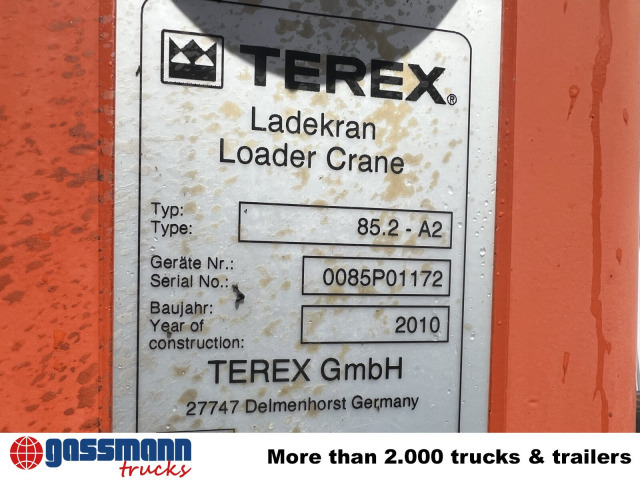 TEREX®
Ladekran
Loader Crane
Typ:
Type:
85.2 - A2
Geräte Nr.:
Serial No.:
0085P01172
Baujahr:
Year of
construction:
2010
TEREX GmbH
27747 Delmenhorst Germany
gassmann
trucks
More than 2.000 trucks & trailers